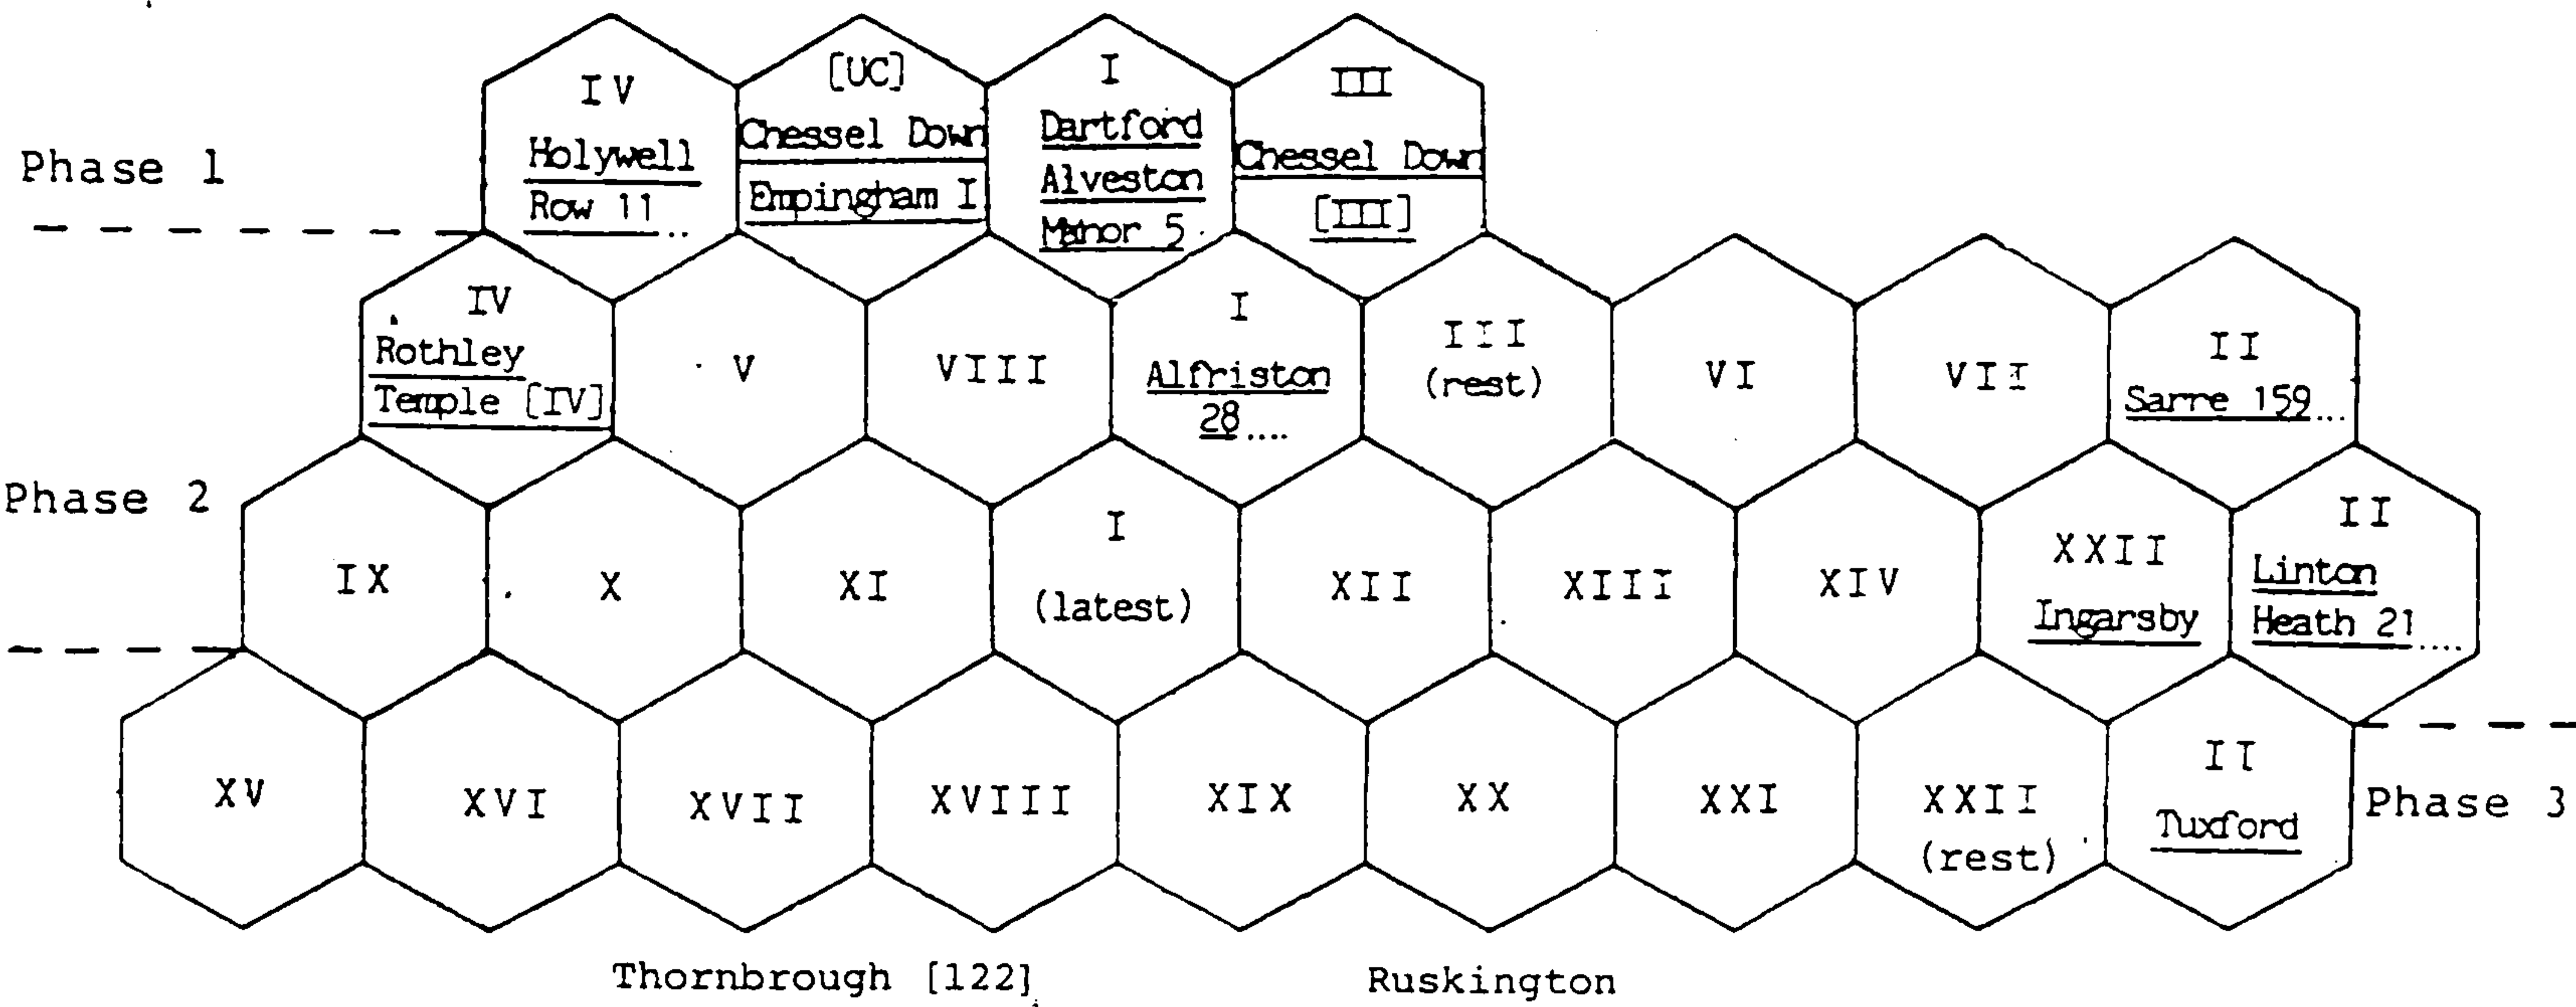 Phase 1
IV
Holywell
Row 11..
[UC]
Chessel Down
Empingham I
I
Dartford
Alveston
Manor 5
III
Chessel Down
[III]
Phase 2
IV
Rothley
Temple [IV]
V
VIII
I
Alfriston
28....
III
(rest)
VI
VII
II
Sarre 159...
IX
X
XI
I
(latest)
XII
XIII
XIV
XXII
Ingarsby
II
Linton
Heath 21....
XV
XVI
XVII
XVIII
XIX
XX
XXI
XXII
(rest)
II
Tuxford
Phase 3
Thornbrough [122]
Ruskington